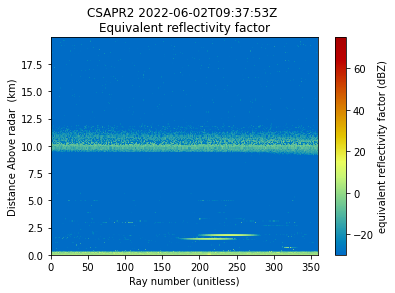 CSAPR2 2022-06-02T09:37:53Z
Equivalent reflectivity factor
Distance Above radar  (km)
17.5
15.0
12.5
10.0
7.5
5.0
2.5
0.0
0 50 100 150 200 250 300 350
Ray number (unitless)
60
40
20
0
−20
equivalent reflectivity factor (dBZ)